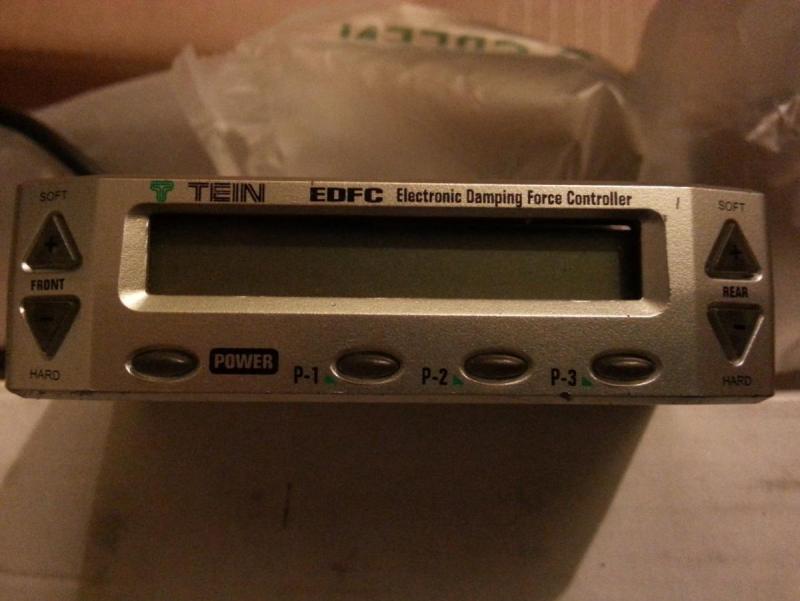 TEIN EDFC Electronic Damping Force Controller
SOFT
+
FRONT
-
HARD
SOFT
+
REAR
-
HARD
POWER P-1 P-2 P-3